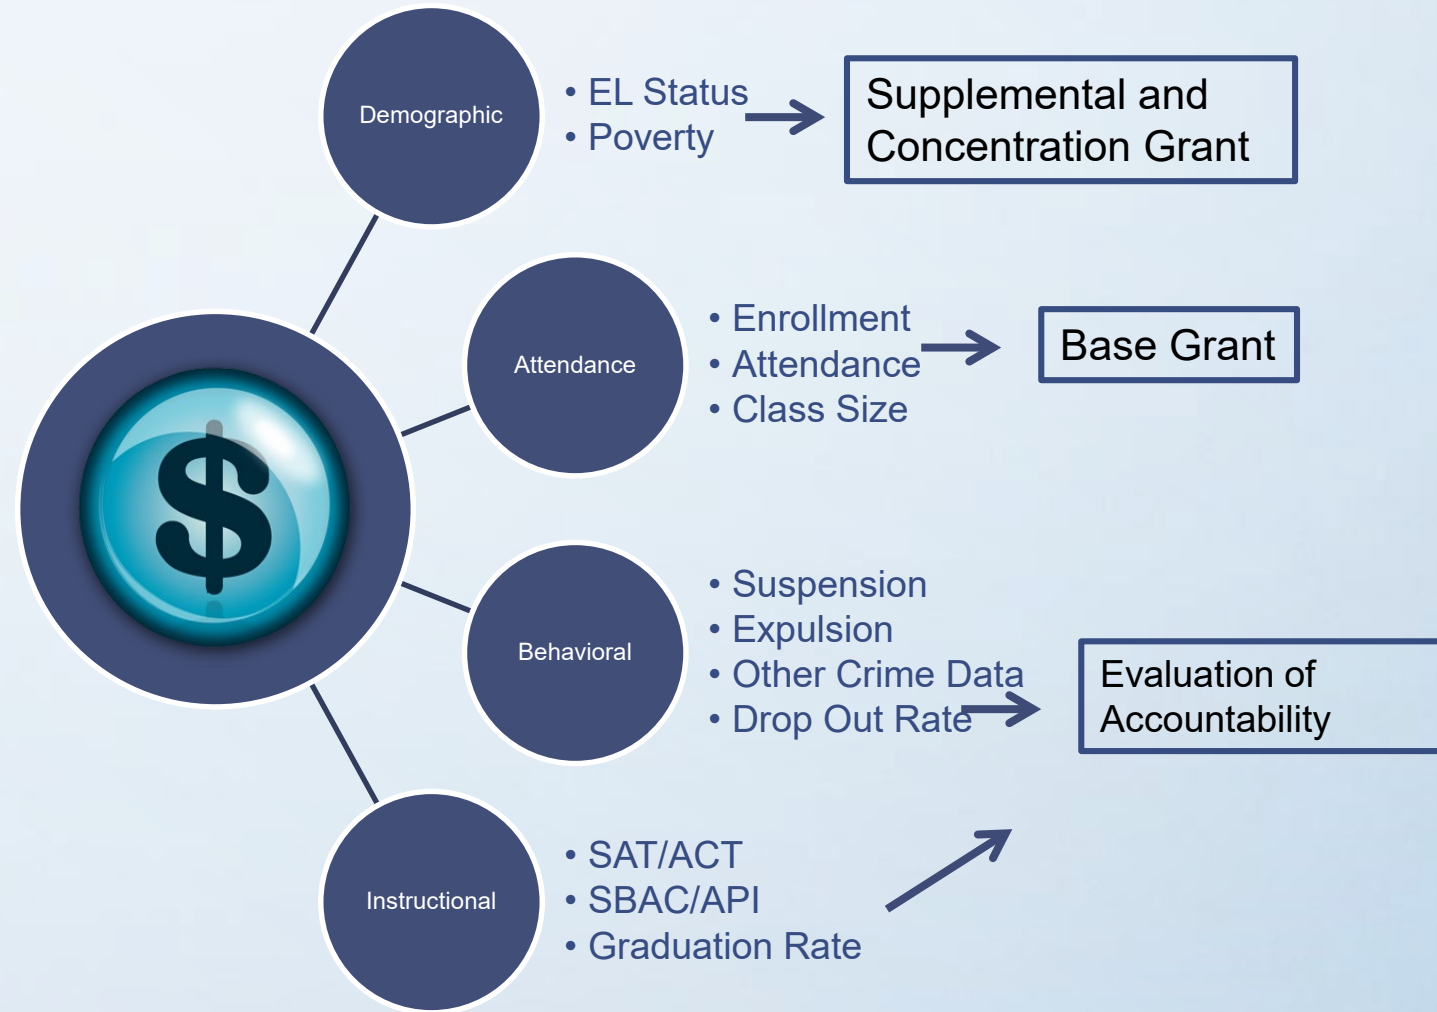 Demographic
• EL Status
• Poverty
Supplemental and
Concentration Grant
Attendance
• Enrollment
• Attendance
• Class Size
Base Grant
$
Behavioral
• Suspension
• Expulsion
• Other Crime Data
• Drop Out Rate
Evaluation of
Accountability
Instructional
• SAT/ACT
• SBAC/API
• Graduation Rate